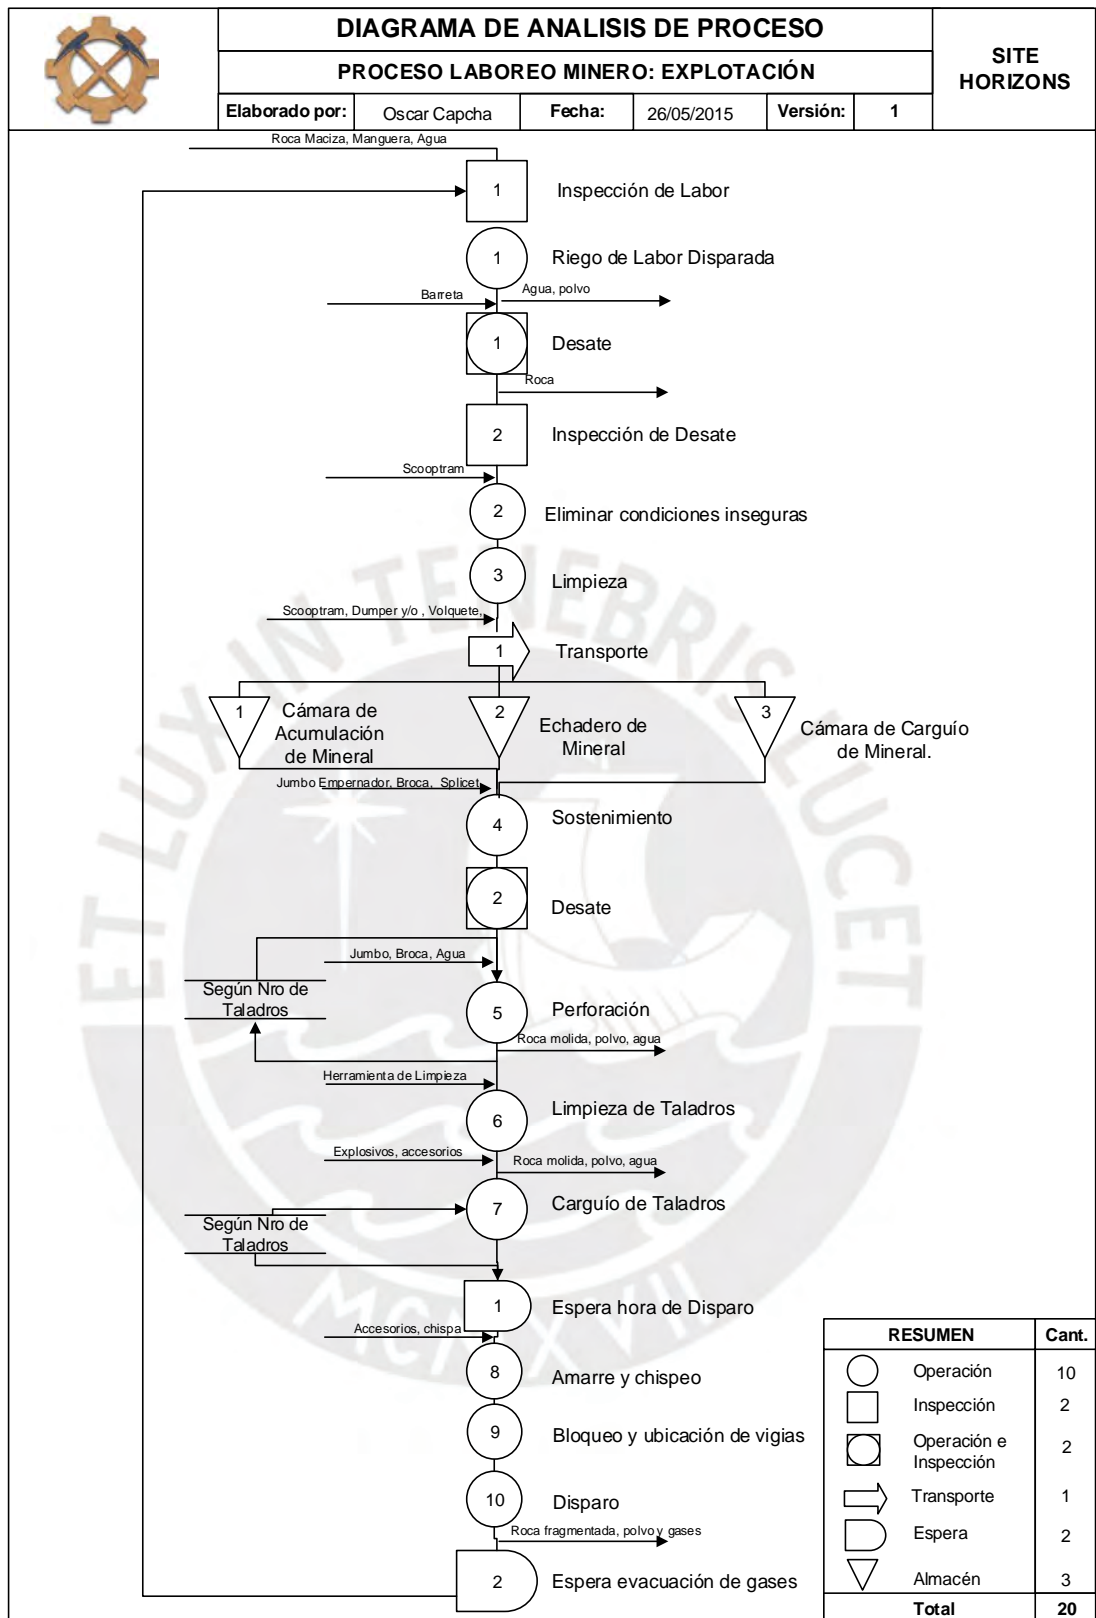 DIAGRAMA DE ANALISIS DE PROCESO
PROCESO LABOREO MINERO: EXPLOTACIÓN
SITE
HORIZONS
Elaborado por:
Oscar Capcha
Fecha:
26/05/2015
Versión:
1
Roca Maciza, Manguera, Agua
1
Inspección de Labor
1
Riego de Labor Disparada
Barreta
Agua, polvo
1
Desate
Roca
2
Inspección de Desate
Scooptram
2
Eliminar condiciones inseguras
3
Limpieza
Scooptram, Dumper y/o , Volquete,
1
Transporte
1
Cámara de
Acumulación
de Mineral
2
Echadero de
Mineral
3
Cámara de Carguío
de Mineral.
Jumbo Empernador, Broca, Splicet
4
Sostenimiento
2
Desate
Jumbo, Broca, Agua
Según Nro de
Taladros
5
Perforación
Roca molida, polvo, agua
Herramienta de Limpieza
6
Limpieza de Taladros
Explosivos, accesorios
Roca molida, polvo, agua
7
Carguío de Taladros
Según Nro de
Taladros
1
Espera hora de Disparo
Accesorios, chispa
8
Amarre y chispeo
9
Bloqueo y ubicación de vigias
10
Disparo
Roca fragmentada, polvo y gases
2
Espera evacuación de gases
RESUMEN
Cant.
Operación
10
Inspección
2
Operación e
Inspección
2
Transporte
1
Espera
2
Almacén
3
Total
20
ET LUX IN TENEBRIS LUCET
MCMXVII